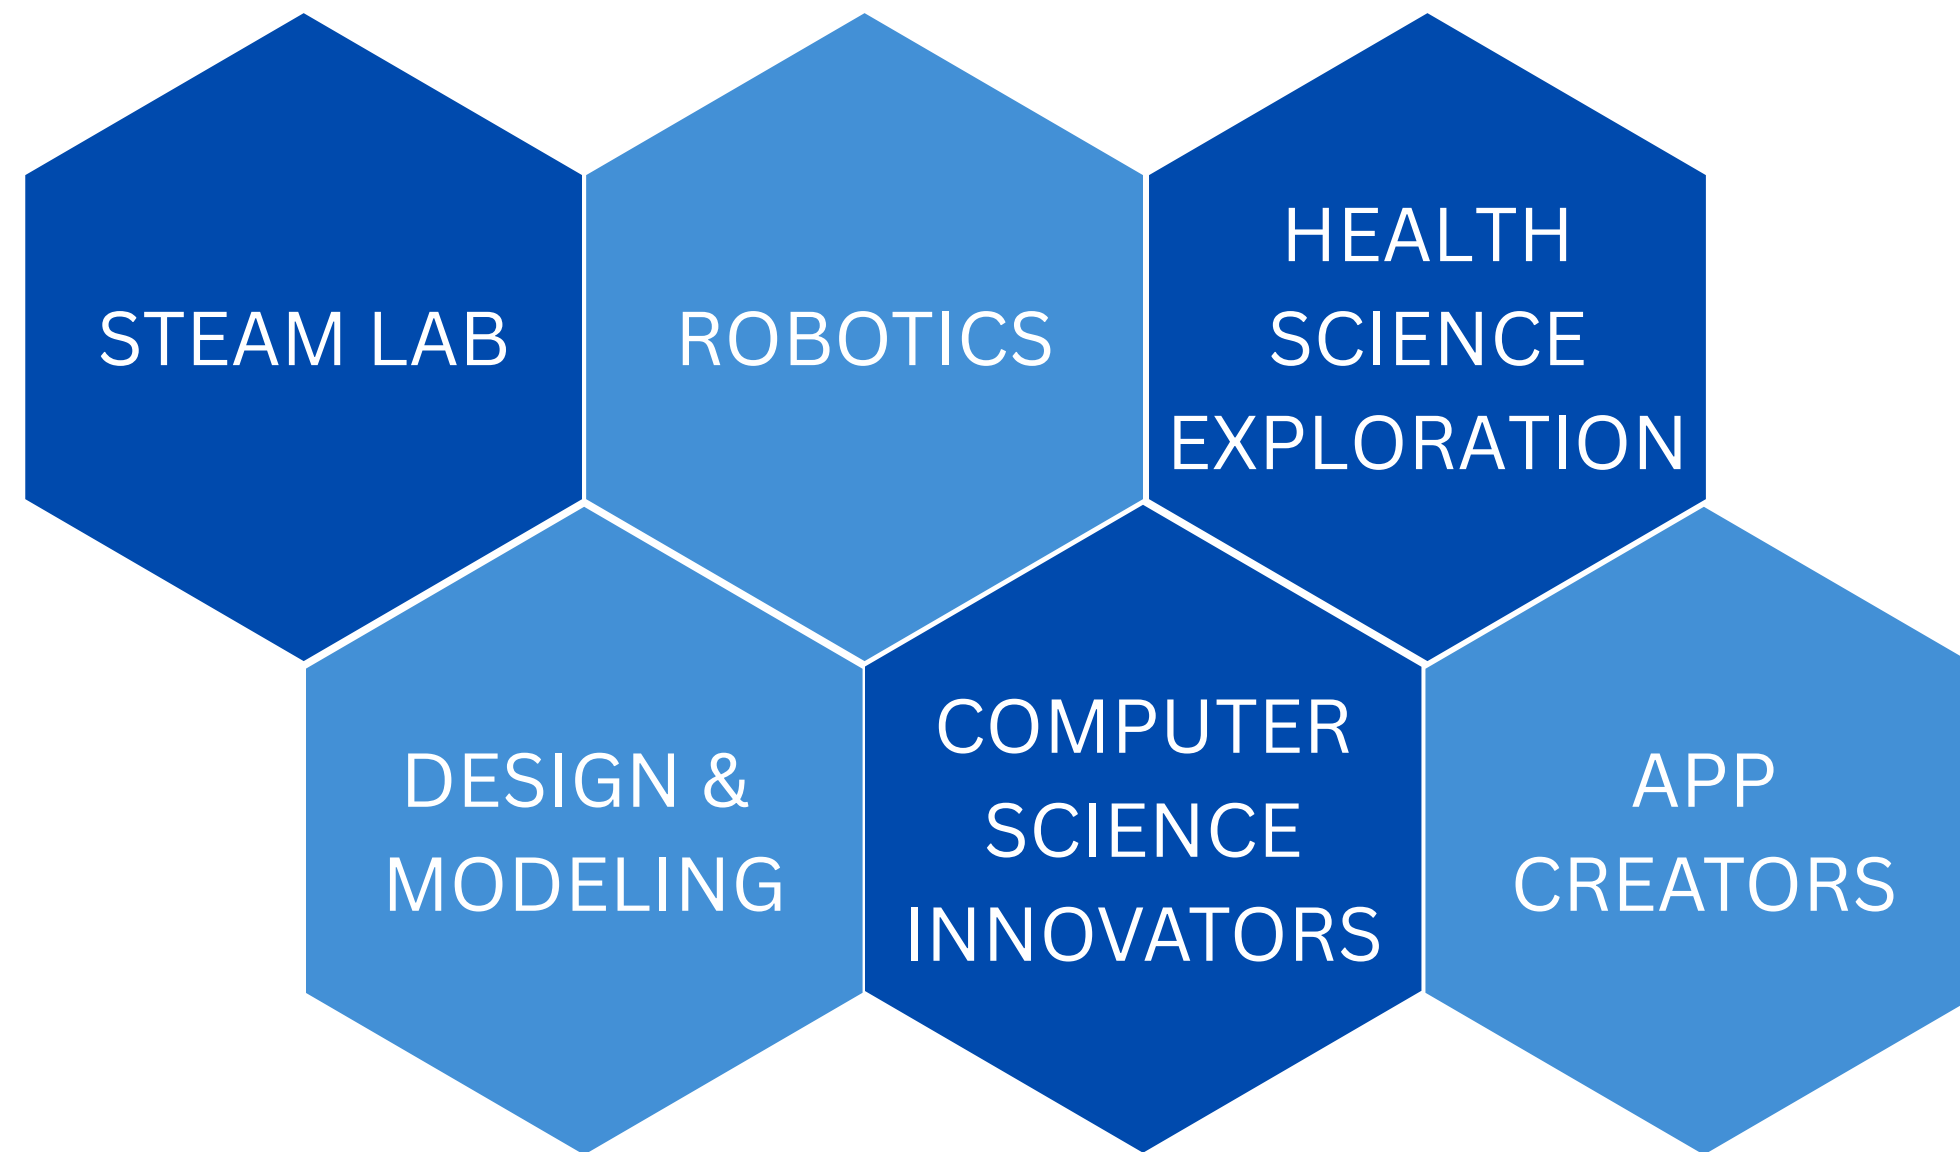 STEAM LAB
ROBOTICS
HEALTH
SCIENCE
EXPLORATION
DESIGN &
MODELING
COMPUTER
SCIENCE
INNOVATORS
APP
CREATORS